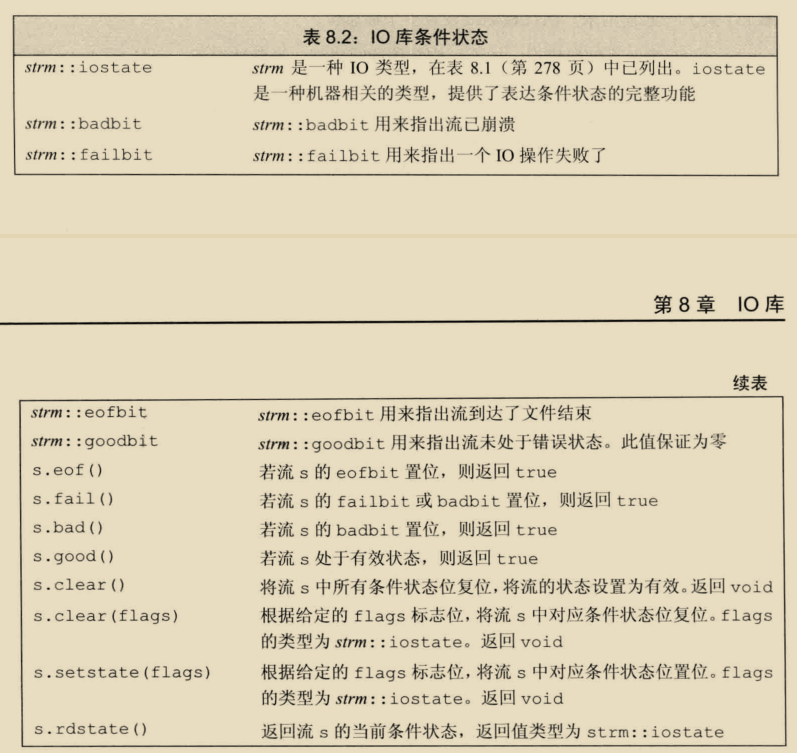 表 8.2：IO 库条件状态
strm::iostate strm 是一种 IO 类型，在表 8.1（第 278 页）中已列出。iostate
是一种机器相关的类型，提供了表达条件状态的完整功能
strm::badbit strm::badbit 用来指出流已崩溃
strm::failbit strm::failbit 用来指出一个 IO 操作失败了
第 8 章 IO 库
续表
strm::eofbit strm::eofbit 用来指出流到达了文件结束
strm::goodbit strm::goodbit 用来指出流未处于错误状态。此值保证为零
s.eof() 若流 s 的 eofbit 置位，则返回 true
s.fail() 若流 s 的 failbit 或 badbit 置位，则返回 true
s.bad() 若流 s 的 badbit 置位，则返回 true
s.good() 若流 s 处于有效状态，则返回 true
s.clear() 将流 s 中所有条件状态位复位，将流的状态设置为有效。返回 void
s.clear(flags) 根据给定的 flags 标志位，将流 s 中对应条件状态位复位。flags
的类型为 strm::iostate。返回 void
s.setstate(flags) 根据给定的 flags 标志位，将流 s 中对应条件状态位置位。flags
的类型为 strm::iostate。返回 void
s.rdstate() 返回流 s 的当前条件状态，返回值类型为 strm::iostate